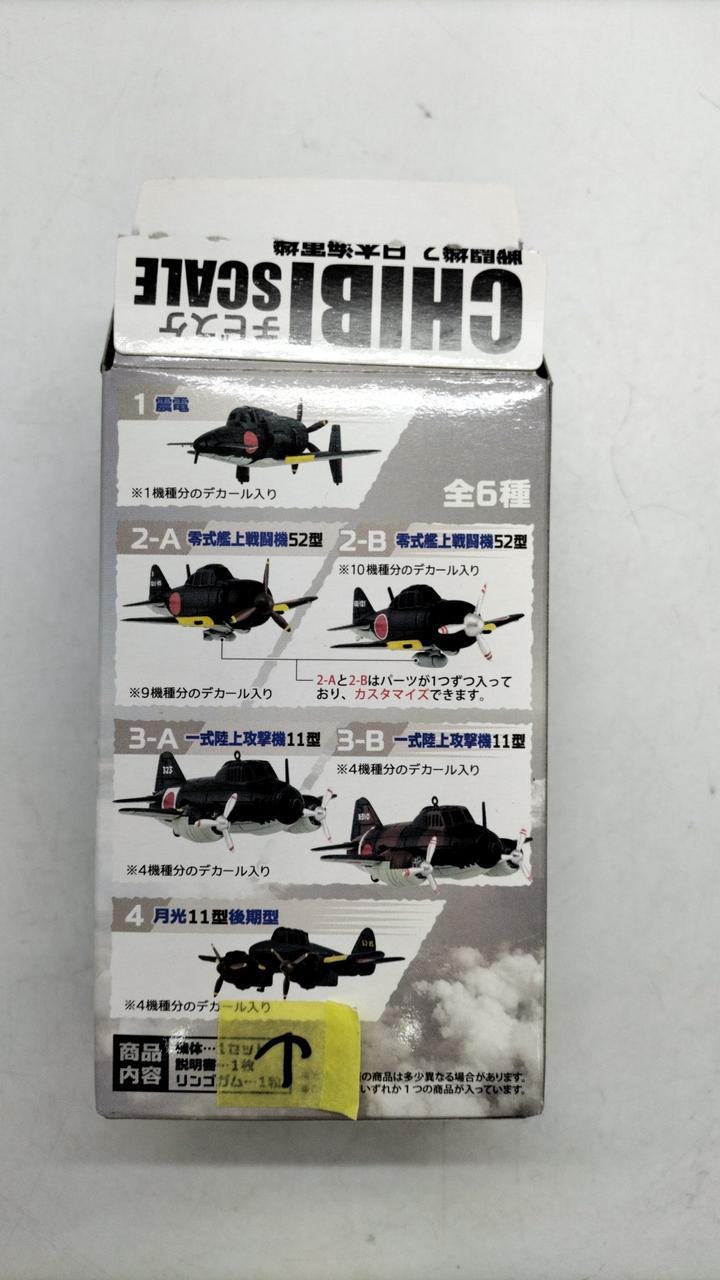 戦闘機2 日本海軍機
CHIBI SCALE
チビスケ
1 震電
※1機種分のデカール入り
全6種
2-A 零式艦上戦闘機52型
2-B 零式艦上戦闘機52型
※10機種分のデカール入り
2-Aと2-Bはパーツが1つずつ入って
おり、カスタマイズできます。
※9機種分のデカール入り
3-A 一式陸上攻撃機11型
3-B 一式陸上攻撃機11型
※4機種分のデカール入り
323
※4機種分のデカール入り
4 月光11型後期型
※4機種分のデカール入り
商品
内容
機体…1セット
説明書…1枚
リンゴガム…1粒
の商品は多少異なる場合があります。
いずれか1つの商品が入っています。